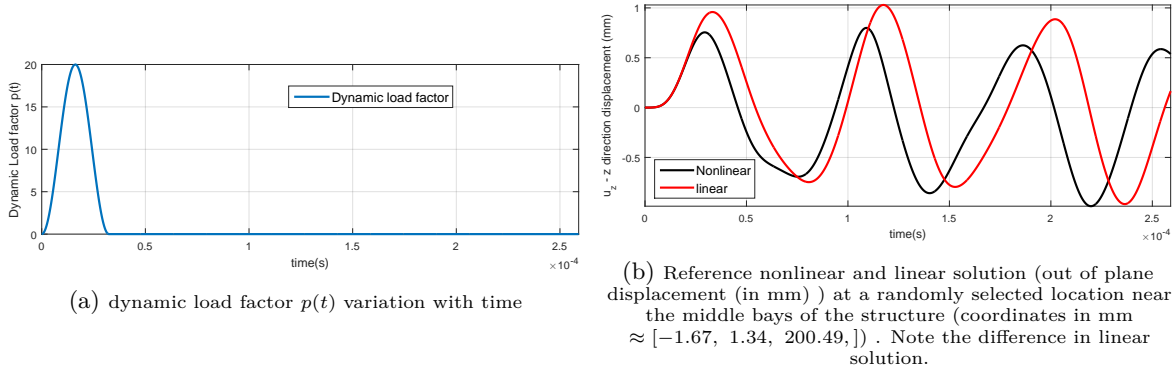 Dynamic Load factor p(t)
20
15
10
5
0
Dynamic load factor
0 0.5 1 1.5 2 2.5
time(s)
×10⁻⁴
(a) dynamic load factor p(t) variation with time
u_z - z direction displacement (mm)
1
0.5
0
-0.5
Nonlinear
linear
0 0.5 1 1.5 2 2.5
time(s)
×10⁻⁴
(b) Reference nonlinear and linear solution (out of plane
displacement (in mm) ) at a randomly selected location near
the middle bays of the structure (coordinates in mm
≈ [−1.67, 1.34, 200.49,]) . Note the difference in linear
solution.